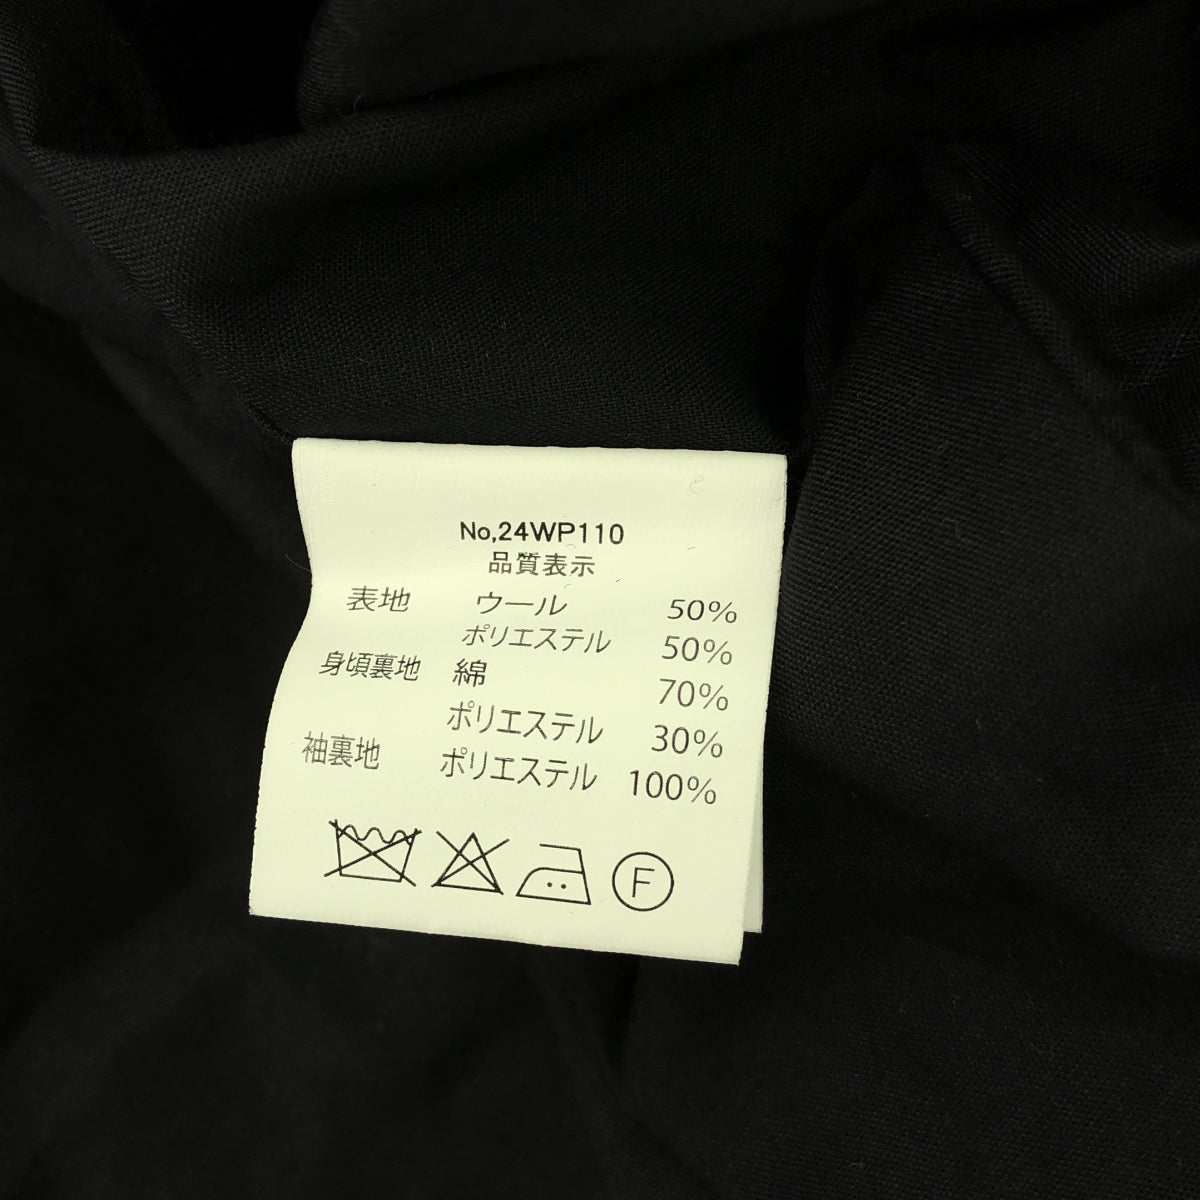 No,24WP110
品質表示
表地 ウール 50%
ポリエステル 50%
身頃裏地 綿 70%
ポリエステル 30%
袖裏地 ポリエステル 100%
F